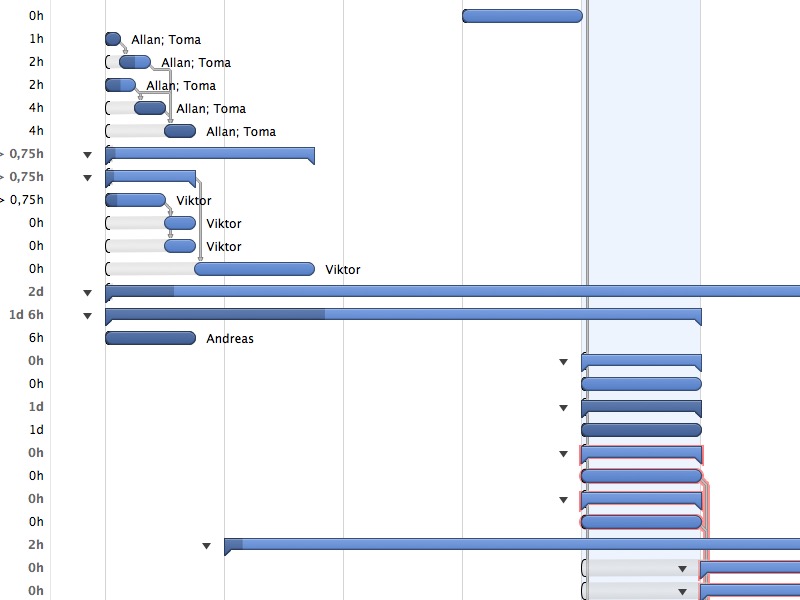 0h
1h Allan; Toma
2h Allan; Toma
2h Allan; Toma
4h Allan; Toma
4h Allan; Toma
> 0,75h
> 0,75h
> 0,75h Viktor
0h Viktor
0h Viktor
0h Viktor
2d
1d 6h
6h Andreas
0h
0h
1d
1d
0h
0h
0h
0h
2h
0h
0h